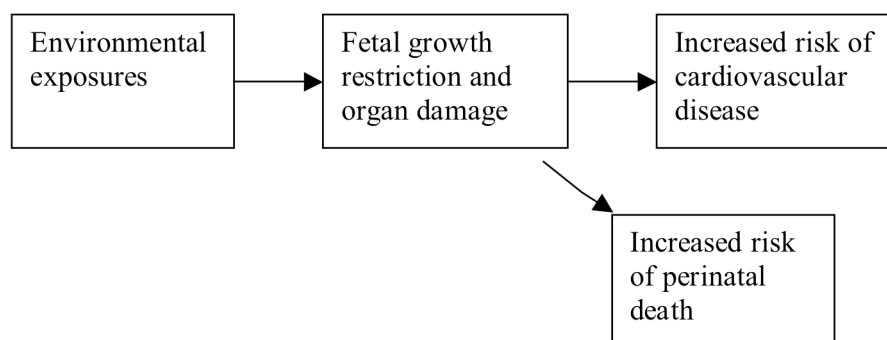 Environmental
exposures
Fetal growth
restriction and
organ damage
Increased risk of
cardiovascular
disease
Increased risk
of perinatal
death